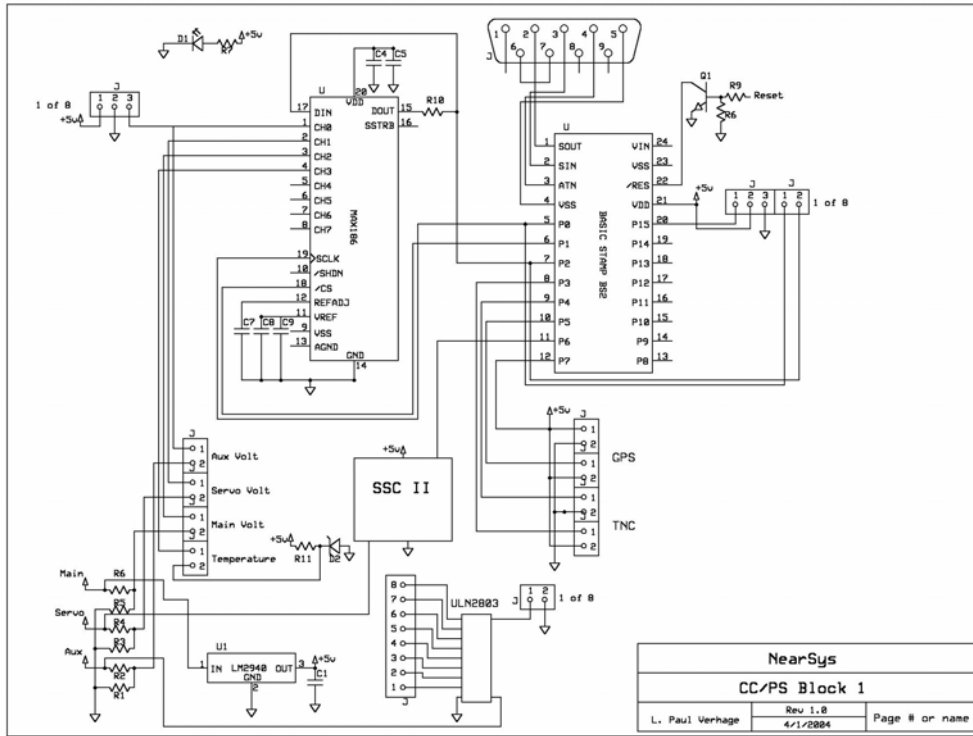 D1
R7
+5v
1 of 8
J
1 2 3
+5v
U
C4 C5
20
VDD
17 DIN
DOUT 15
R10
1 CH0
SSTRB 16
2 CH1
3 CH2
4 CH3
5 CH4
6 CH5
7 CH6
8 CH7
MAX186
19 SCLK
10 /SHDN
18 /CS
12 REFADJ
11 VREF
9 VSS
13 AGND
GND
14
C7 C8 C9
J
1 2 3 4 5
6 7 8 9
Q1
R9
Reset
R6
U
1 SOUT VIN 24
2 SIN VSS 23
3 ATN /RES 22
4 VSS VDD 21
5 P0 P15 20
6 P1 P14 19
7 P2 P13 18
8 P3 P12 17
9 P4 P11 16
10 P5 P10 15
11 P6 P9 14
12 P7 P8 13
BASIC STAMP BS2
+5v
J J
1 2 3 1 2
1 of 8
J
1
Aux Volt
2
J
1
Servo Volt
2
J
1
Main Volt
2
J
1
Temperature
2
+5v
R11
D2
+5v
SSC II
+5v
J
1
2
GPS
J
1
2
J
1
2
TNC
J
1
2
Main
R6
R5
Servo
R4
R3
Aux
R2
R1
U1
1 IN LM2940 OUT 3
GND
2
+5v
C1
J
8
7
6
5
4
3
2
1
J
ULN2803
J
1 2
1 of 8
NearSys
CC/PS Block 1
L. Paul Verhage
Rev 1.0
4/1/2004
Page # or name